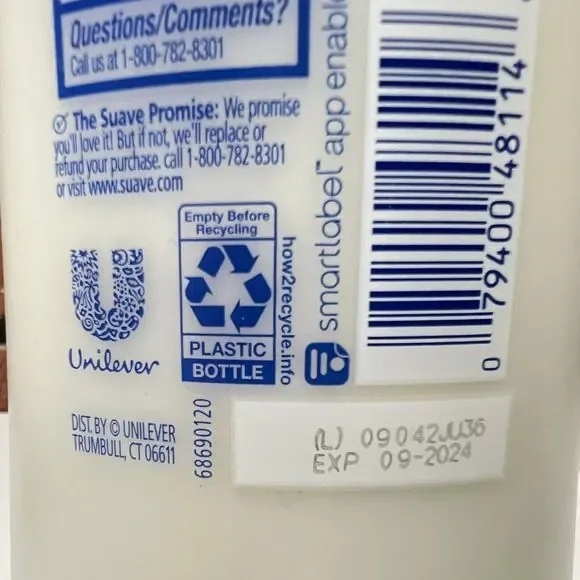 Questions/Comments?
Call us at 1-800-782-8301
The Suave Promise: We promise
you'll love it! But if not, we'll replace or
refund your purchase. call 1-800-782-8301
or visit www.suave.com
Empty Before
Recycling
PLASTIC
BOTTLE
how2recycle.info
smartlabel™ app enabl
0 79400 48114
Unilever
DIST. BY © UNILEVER
TRUMBULL, CT 06611
68690120
(L) 09042JU36
EXP 09-2024